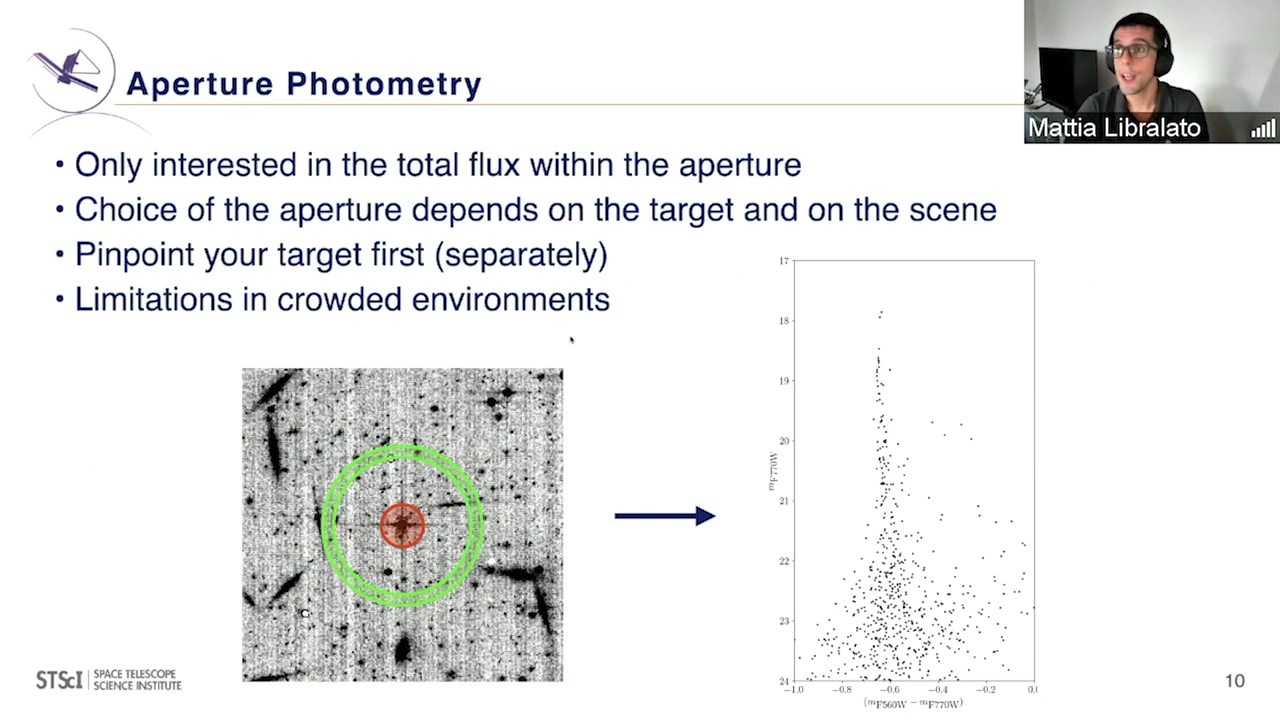 Aperture Photometry
Mattia Libralato
• Only interested in the total flux within the aperture
• Choice of the aperture depends on the target and on the scene
• Pinpoint your target first (separately)
• Limitations in crowded environments
17
18
19
20
21
22
23
24
mF770W
−1.0
−0.8
−0.6
−0.4
−0.2
0.0
(mF560W − mF770W)
STScI | SPACE TELESCOPE
SCIENCE INSTITUTE
10